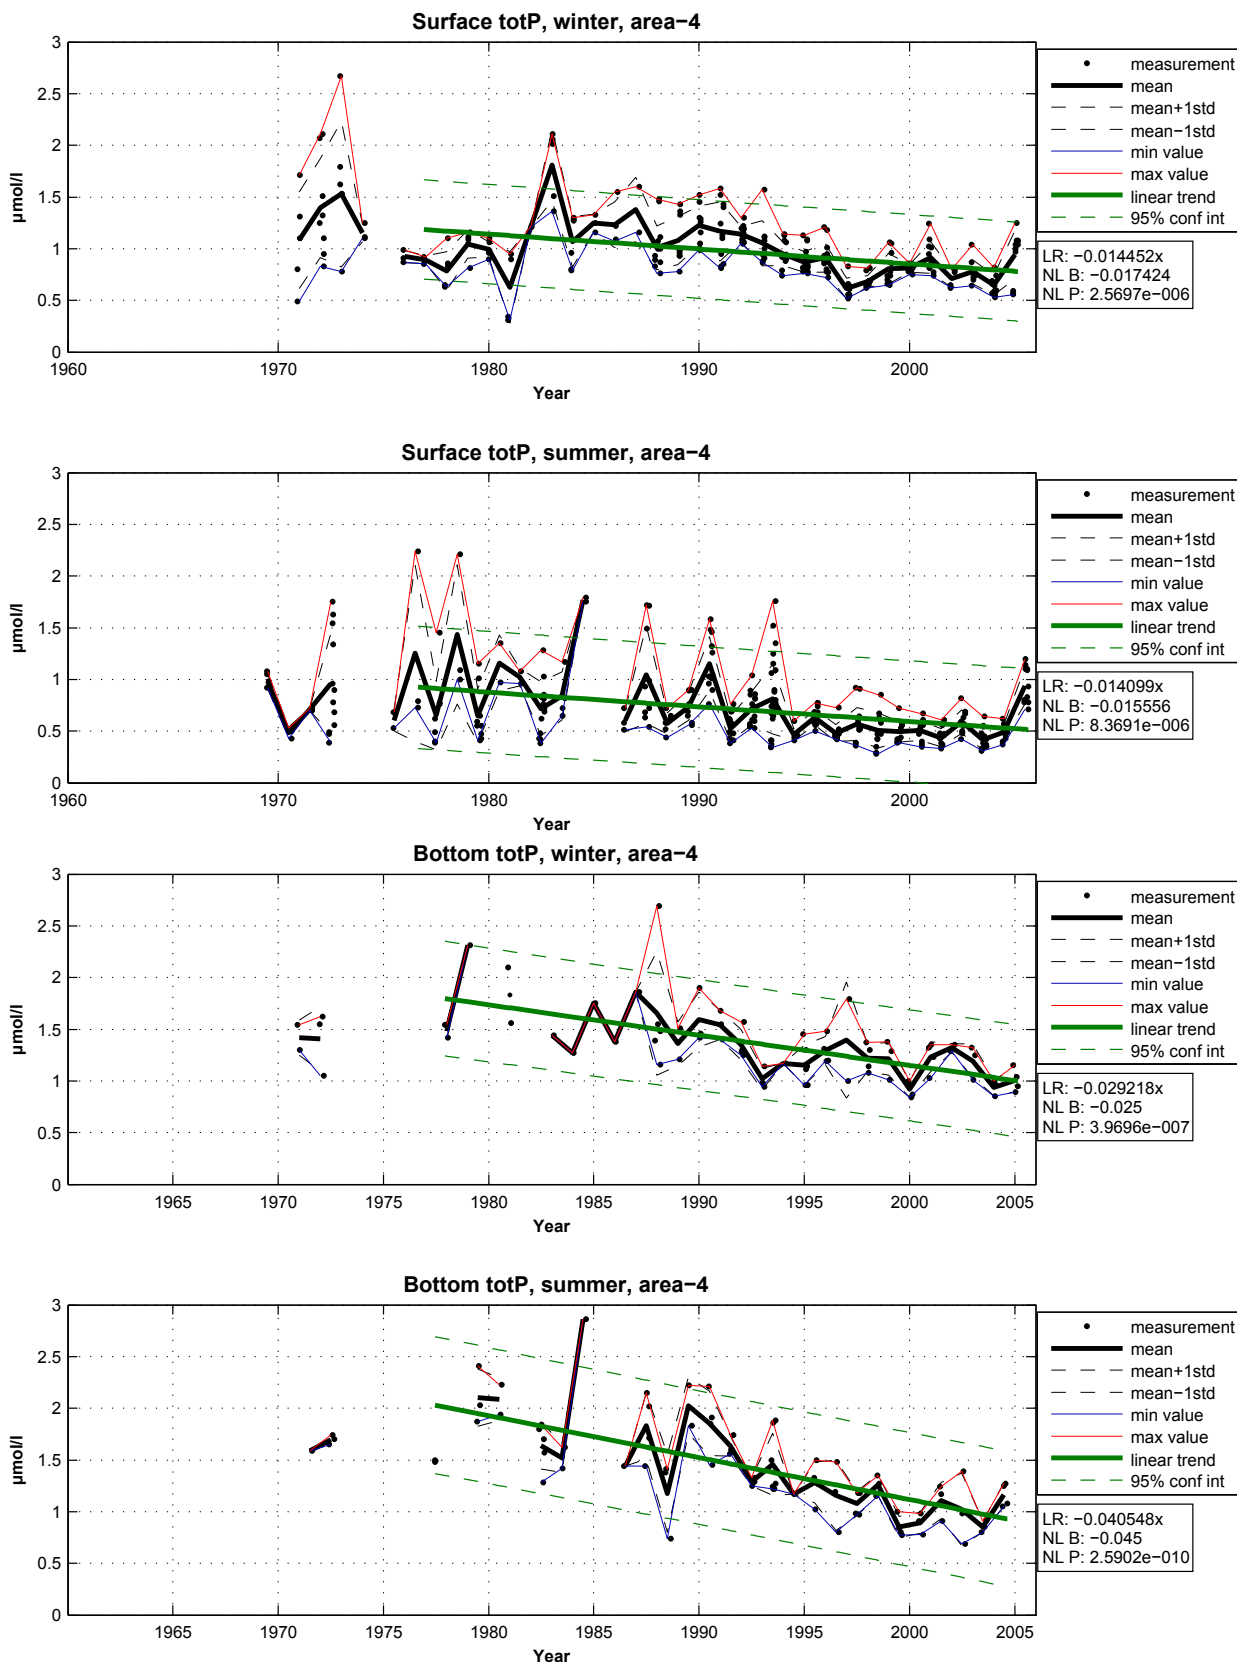 Surface totP, winter, area−4
3
2.5
2
1.5
1
0.5
0
µmol/l
1960
1970
1980
1990
2000
Year
measurement
mean
mean+1std
mean−1std
min value
max value
linear trend
95% conf int
LR: −0.014452x
NL B: −0.017424
NL P: 2.5697e−006
Surface totP, summer, area−4
3
2.5
2
1.5
1
0.5
0
µmol/l
1960
1970
1980
1990
2000
Year
measurement
mean
mean+1std
mean−1std
min value
max value
linear trend
95% conf int
LR: −0.014099x
NL B: −0.015556
NL P: 8.3691e−006
Bottom totP, winter, area−4
3
2.5
2
1.5
1
0.5
0
µmol/l
1965
1970
1975
1980
1985
1990
1995
2000
2005
Year
measurement
mean
mean+1std
mean−1std
min value
max value
linear trend
95% conf int
LR: −0.029218x
NL B: −0.025
NL P: 3.9696e−007
Bottom totP, summer, area−4
3
2.5
2
1.5
1
0.5
0
µmol/l
1965
1970
1975
1980
1985
1990
1995
2000
2005
Year
measurement
mean
mean+1std
mean−1std
min value
max value
linear trend
95% conf int
LR: −0.040548x
NL B: −0.045
NL P: 2.5902e−010